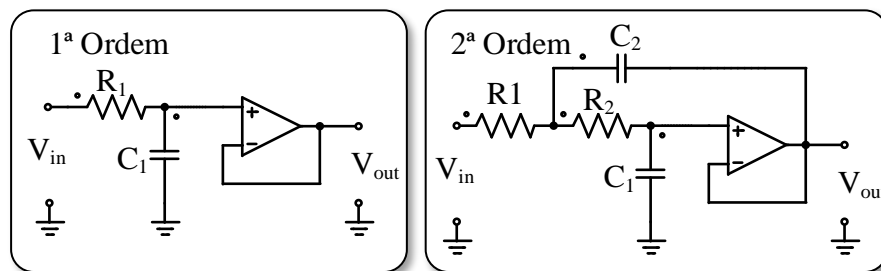 1ª Ordem
R1
+
−
Vin
C1
Vout
2ª Ordem
C2
R1
R2
+
−
Vin
C1
Vou